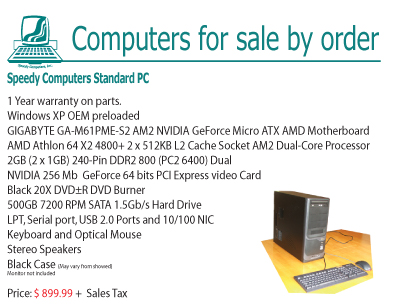 Computers for sale by order
Speedy Computers, Inc.
Speedy Computers Standard PC
1 Year warranty on parts.
Windows XP OEM preloaded
GIGABYTE GA-M61PME-S2 AM2 NVIDIA GeForce Micro ATX AMD Motherboard
AMD Athlon 64 X2 4800+ 2 x 512KB L2 Cache Socket AM2 Dual-Core Processor
2GB (2 x 1GB) 240-Pin DDR2 800 (PC2 6400) Dual
NVIDIA 256 Mb GeForce 64 bits PCI Express video Card
Black 20X DVD±R DVD Burner
500GB 7200 RPM SATA 1.5Gb/s Hard Drive
LPT, Serial port, USB 2.0 Ports and 10/100 NIC
Keyboard and Optical Mouse
Stereo Speakers
Black Case (May vary from showed)
Monitor not included
Price: $ 899.99 + Sales Tax